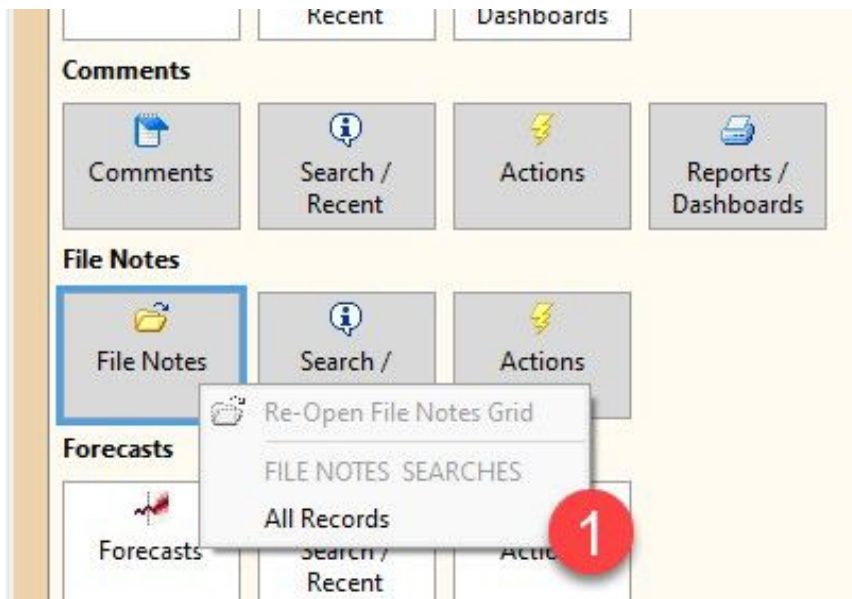 Recent
Dashboards
Comments
Comments
Search /
Recent
Actions
Reports /
Dashboards
File Notes
File Notes
Search /
Actions
Re-Open File Notes Grid
Forecasts
FILE NOTES SEARCHES
All Records
1
Forecasts
Search /
Recent